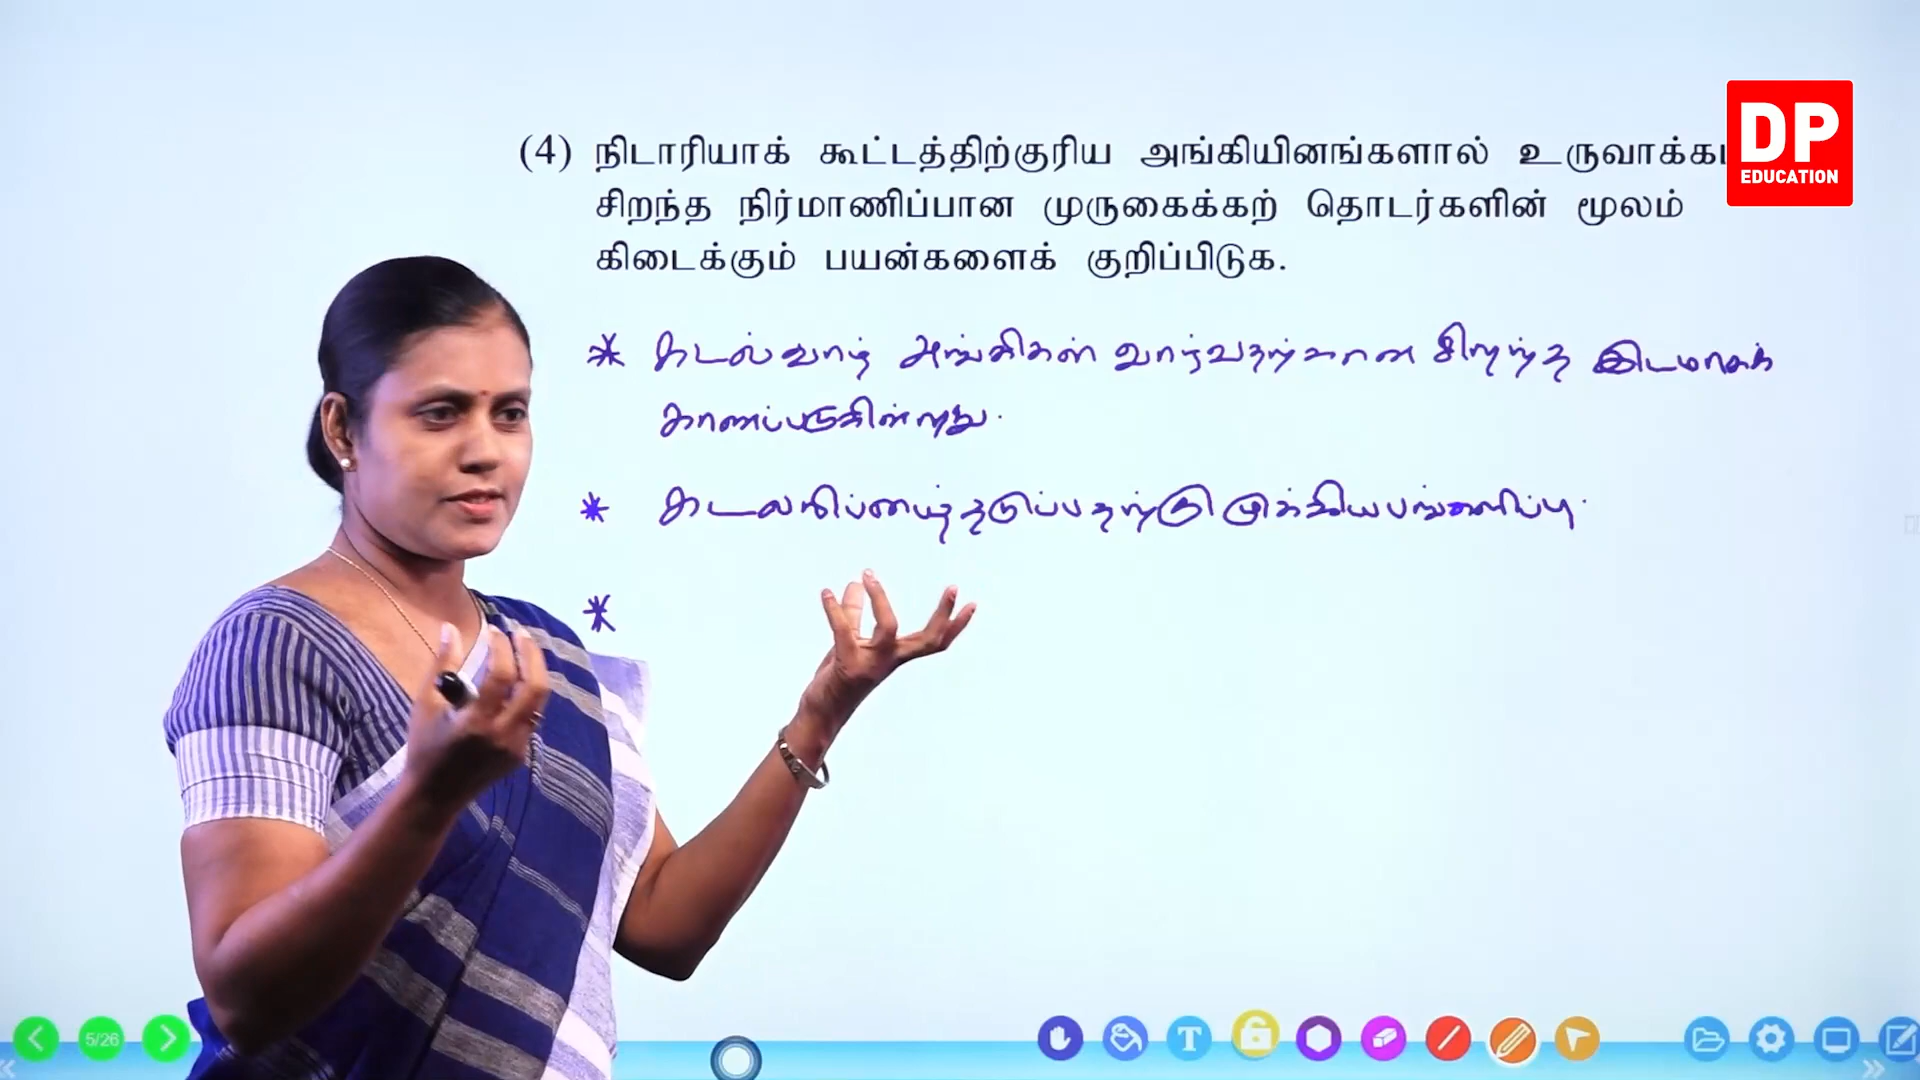 DP
EDUCATION
(4) நிடாரியாக் கூட்டத்திற்குரிய அங்கியினங்களால்
சிறந்த நிர்மாணிப்பான முருகைக்கற் தொடர்களின் மூலம்
கிடைக்கும் பயன்களைக் குறிப்பிடுக.
* கடல்வாழ் அங்கிகள் வாழ்வதற்கான சிறந்த இடமாகக்
காணப்படுகின்றது.
* கடலரிப்பைத் தடுப்பதற்கு முக்கிய பங்களிப்பு.
*
5/26